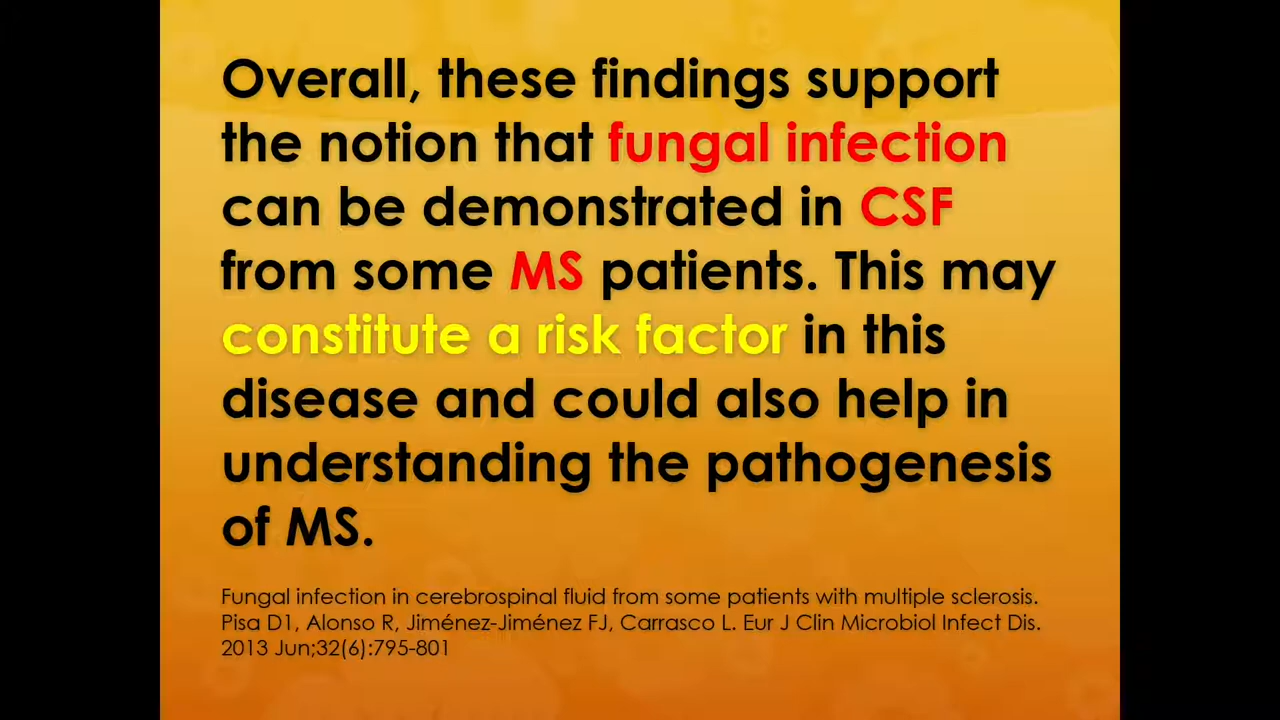 Overall, these findings support
the notion that fungal infection
can be demonstrated in CSF
from some MS patients. This may
constitute a risk factor in this
disease and could also help in
understanding the pathogenesis
of MS.
Fungal infection in cerebrospinal fluid from some patients with multiple sclerosis.
Pisa D1, Alonso R, Jiménez-Jiménez FJ, Carrasco L. Eur J Clin Microbiol Infect Dis.
2013 Jun;32(6):795-801